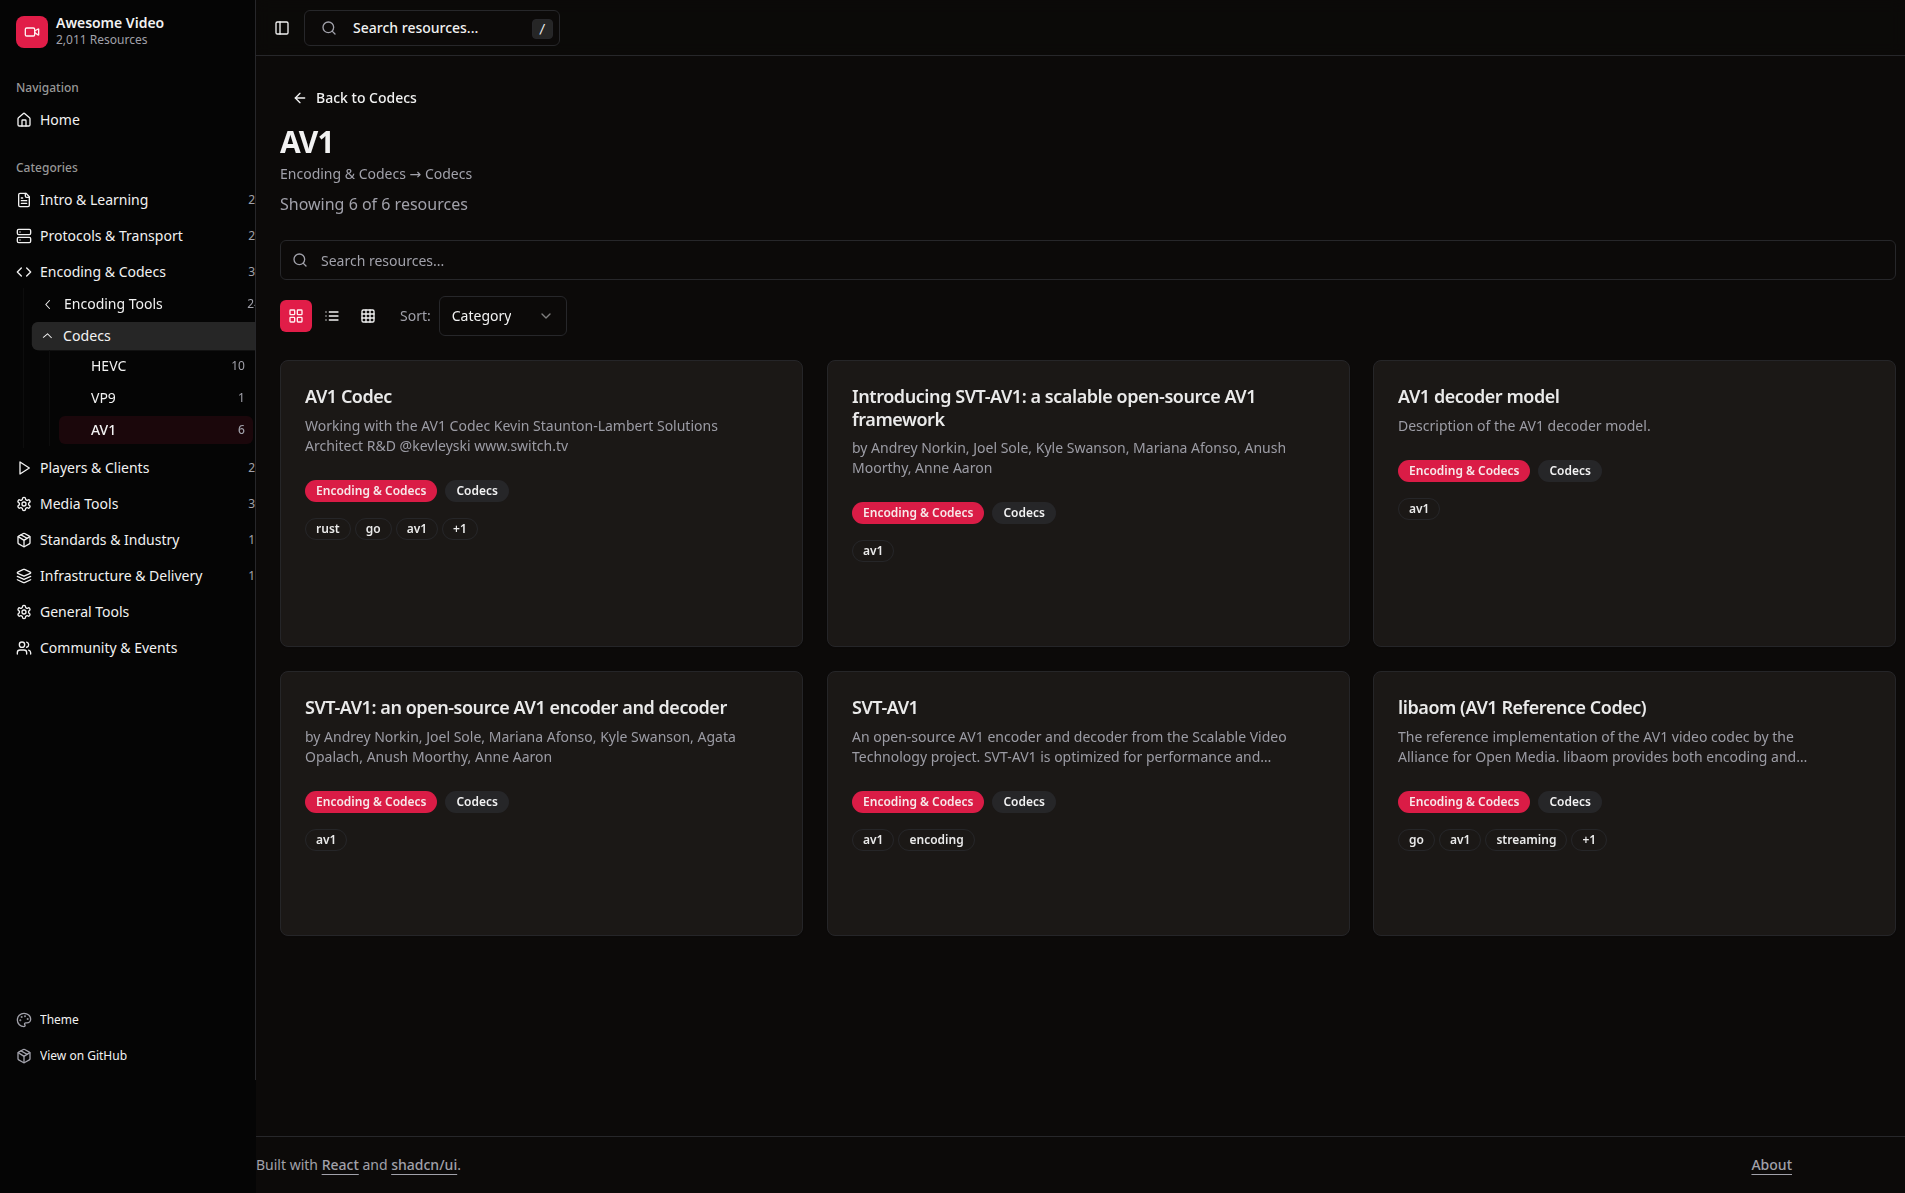 Awesome Video
2,011 Resources
Navigation
Home
Categories
Intro & Learning 2
Protocols & Transport 2
Encoding & Codecs 3
Encoding Tools 2
Codecs
HEVC 10
VP9 1
AV1 6
Players & Clients 2
Media Tools 3
Standards & Industry 1
Infrastructure & Delivery 1
General Tools
Community & Events
Theme
View on GitHub
Search resources... /
Back to Codecs
AV1
Encoding & Codecs → Codecs
Showing 6 of 6 resources
Search resources...
Sort: Category
AV1 Codec
Working with the AV1 Codec Kevin Staunton-Lambert Solutions
Architect R&D @kevleyski www.switch.tv
Encoding & Codecs Codecs
rust go av1 +1
Introducing SVT-AV1: a scalable open-source AV1
framework
by Andrey Norkin, Joel Sole, Kyle Swanson, Mariana Afonso, Anush
Moorthy, Anne Aaron
Encoding & Codecs Codecs
av1
AV1 decoder model
Description of the AV1 decoder model.
Encoding & Codecs Codecs
av1
SVT-AV1: an open-source AV1 encoder and decoder
by Andrey Norkin, Joel Sole, Mariana Afonso, Kyle Swanson, Agata
Opalach, Anush Moorthy, Anne Aaron
Encoding & Codecs Codecs
av1
SVT-AV1
An open-source AV1 encoder and decoder from the Scalable Video
Technology project. SVT-AV1 is optimized for performance and...
Encoding & Codecs Codecs
av1 encoding
libaom (AV1 Reference Codec)
The reference implementation of the AV1 video codec by the
Alliance for Open Media. libaom provides both encoding and...
Encoding & Codecs Codecs
go av1 streaming +1
Built with React and shadcn/ui.
About